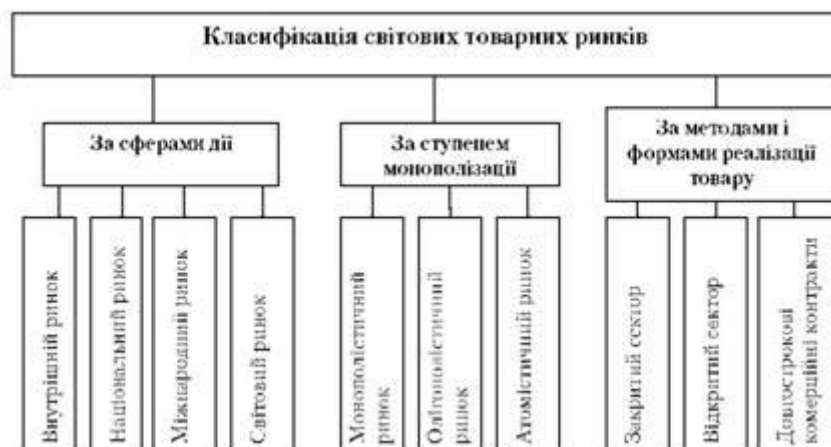 Класифікація світових товарних ринків
За сферами дії
За ступенем
монополізації
За методами і
формами реалізації
товару
Внутрішній ринок
Національний ринок
Міжнародний ринок
Світовий ринок
Монополістичний
ринок
Олігополістичний
ринок
Атомістичний ринок
Закритий сектор
Відкритий сектор
Довгострокові
комерційні контракти